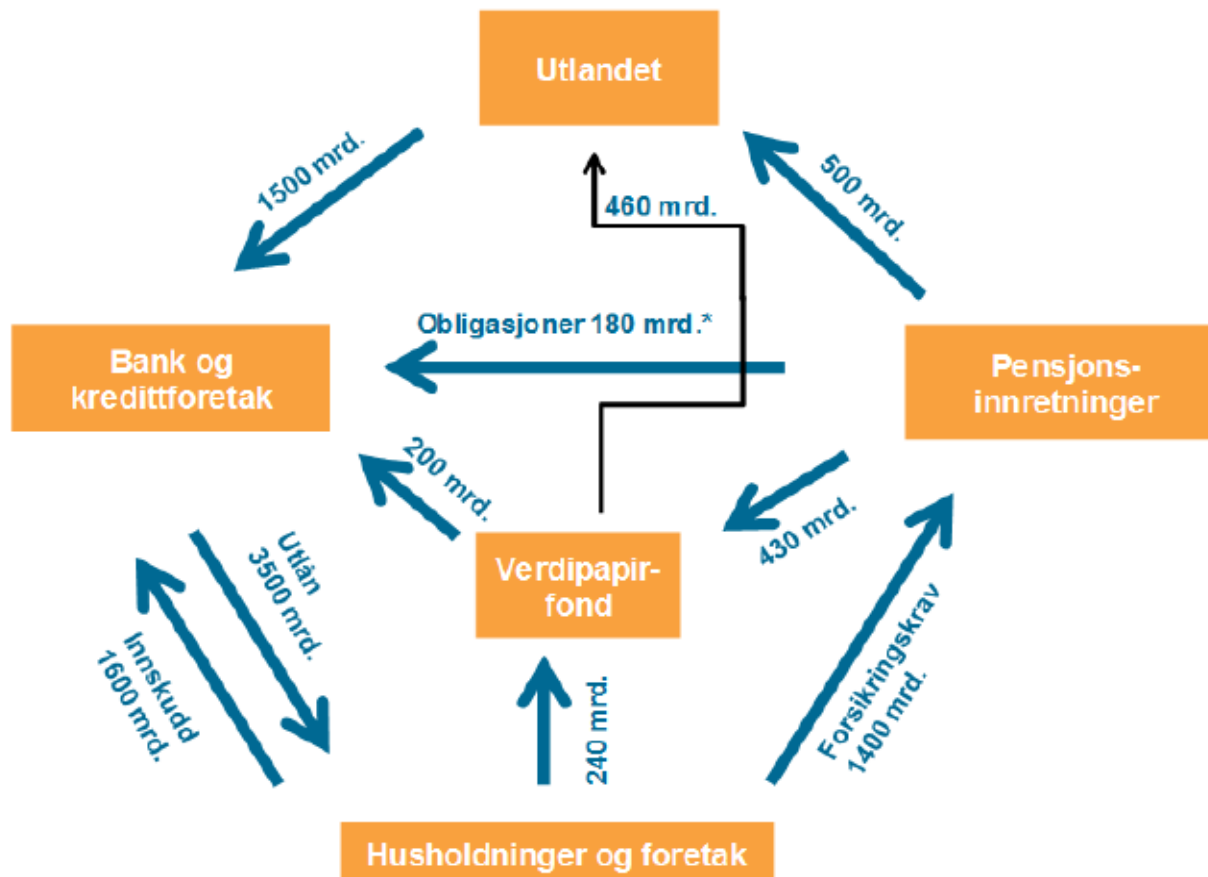 Utlandet
1500 mrd.
460 mrd.
500 mrd.
Obligasjoner 180 mrd.*
Bank og
kredittforetak
Pensjons-
innretninger
200 mrd.
430 mrd.
Verdipapir-
fond
Utlån
3500 mrd.
Innskudd
1600 mrd.
240 mrd.
Forsikringskrav
1400 mrd.
Husholdninger og foretak